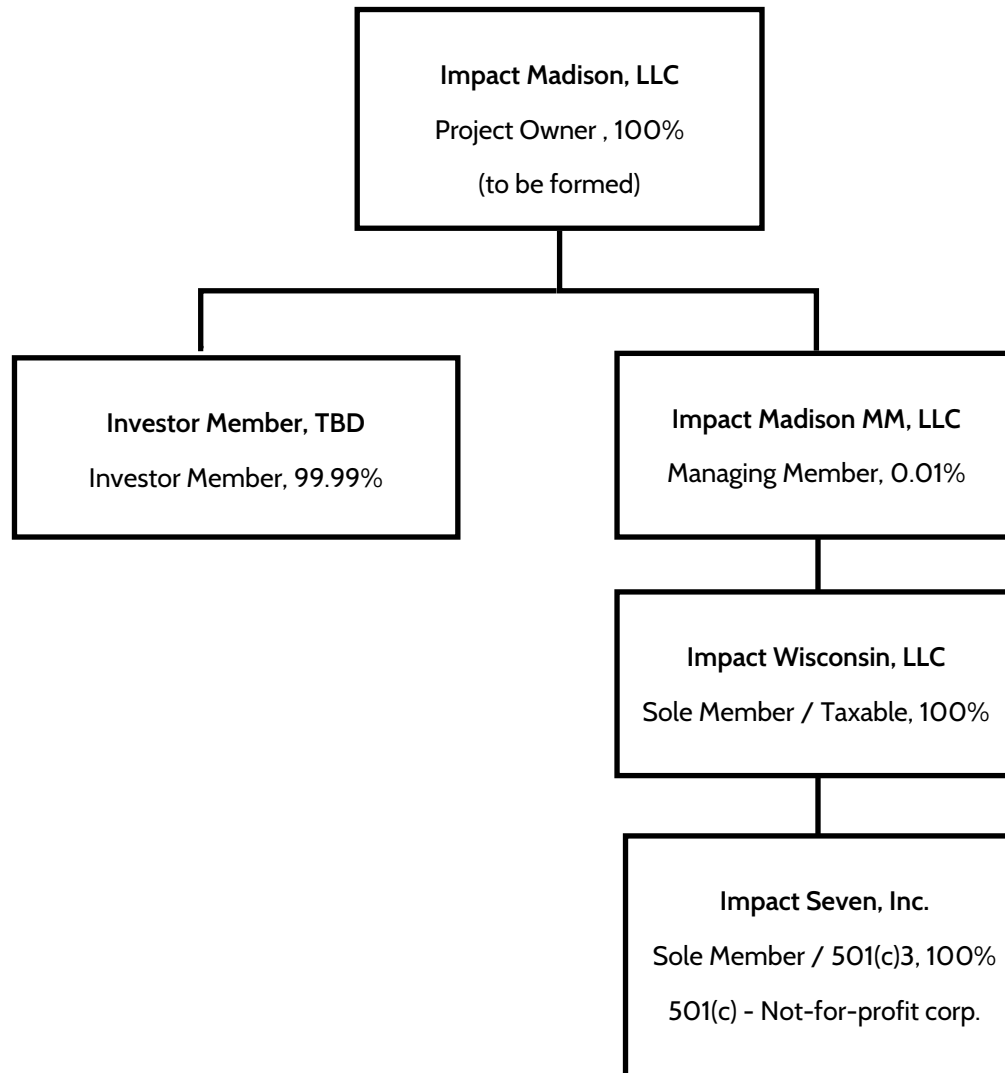 Impact Madison, LLC
Project Owner , 100%
(to be formed)
Investor Member, TBD
Investor Member, 99.99%
Impact Madison MM, LLC
Managing Member, 0.01%
Impact Wisconsin, LLC
Sole Member / Taxable, 100%
Impact Seven, Inc.
Sole Member / 501(c)3, 100%
501(c) - Not-for-profit corp.